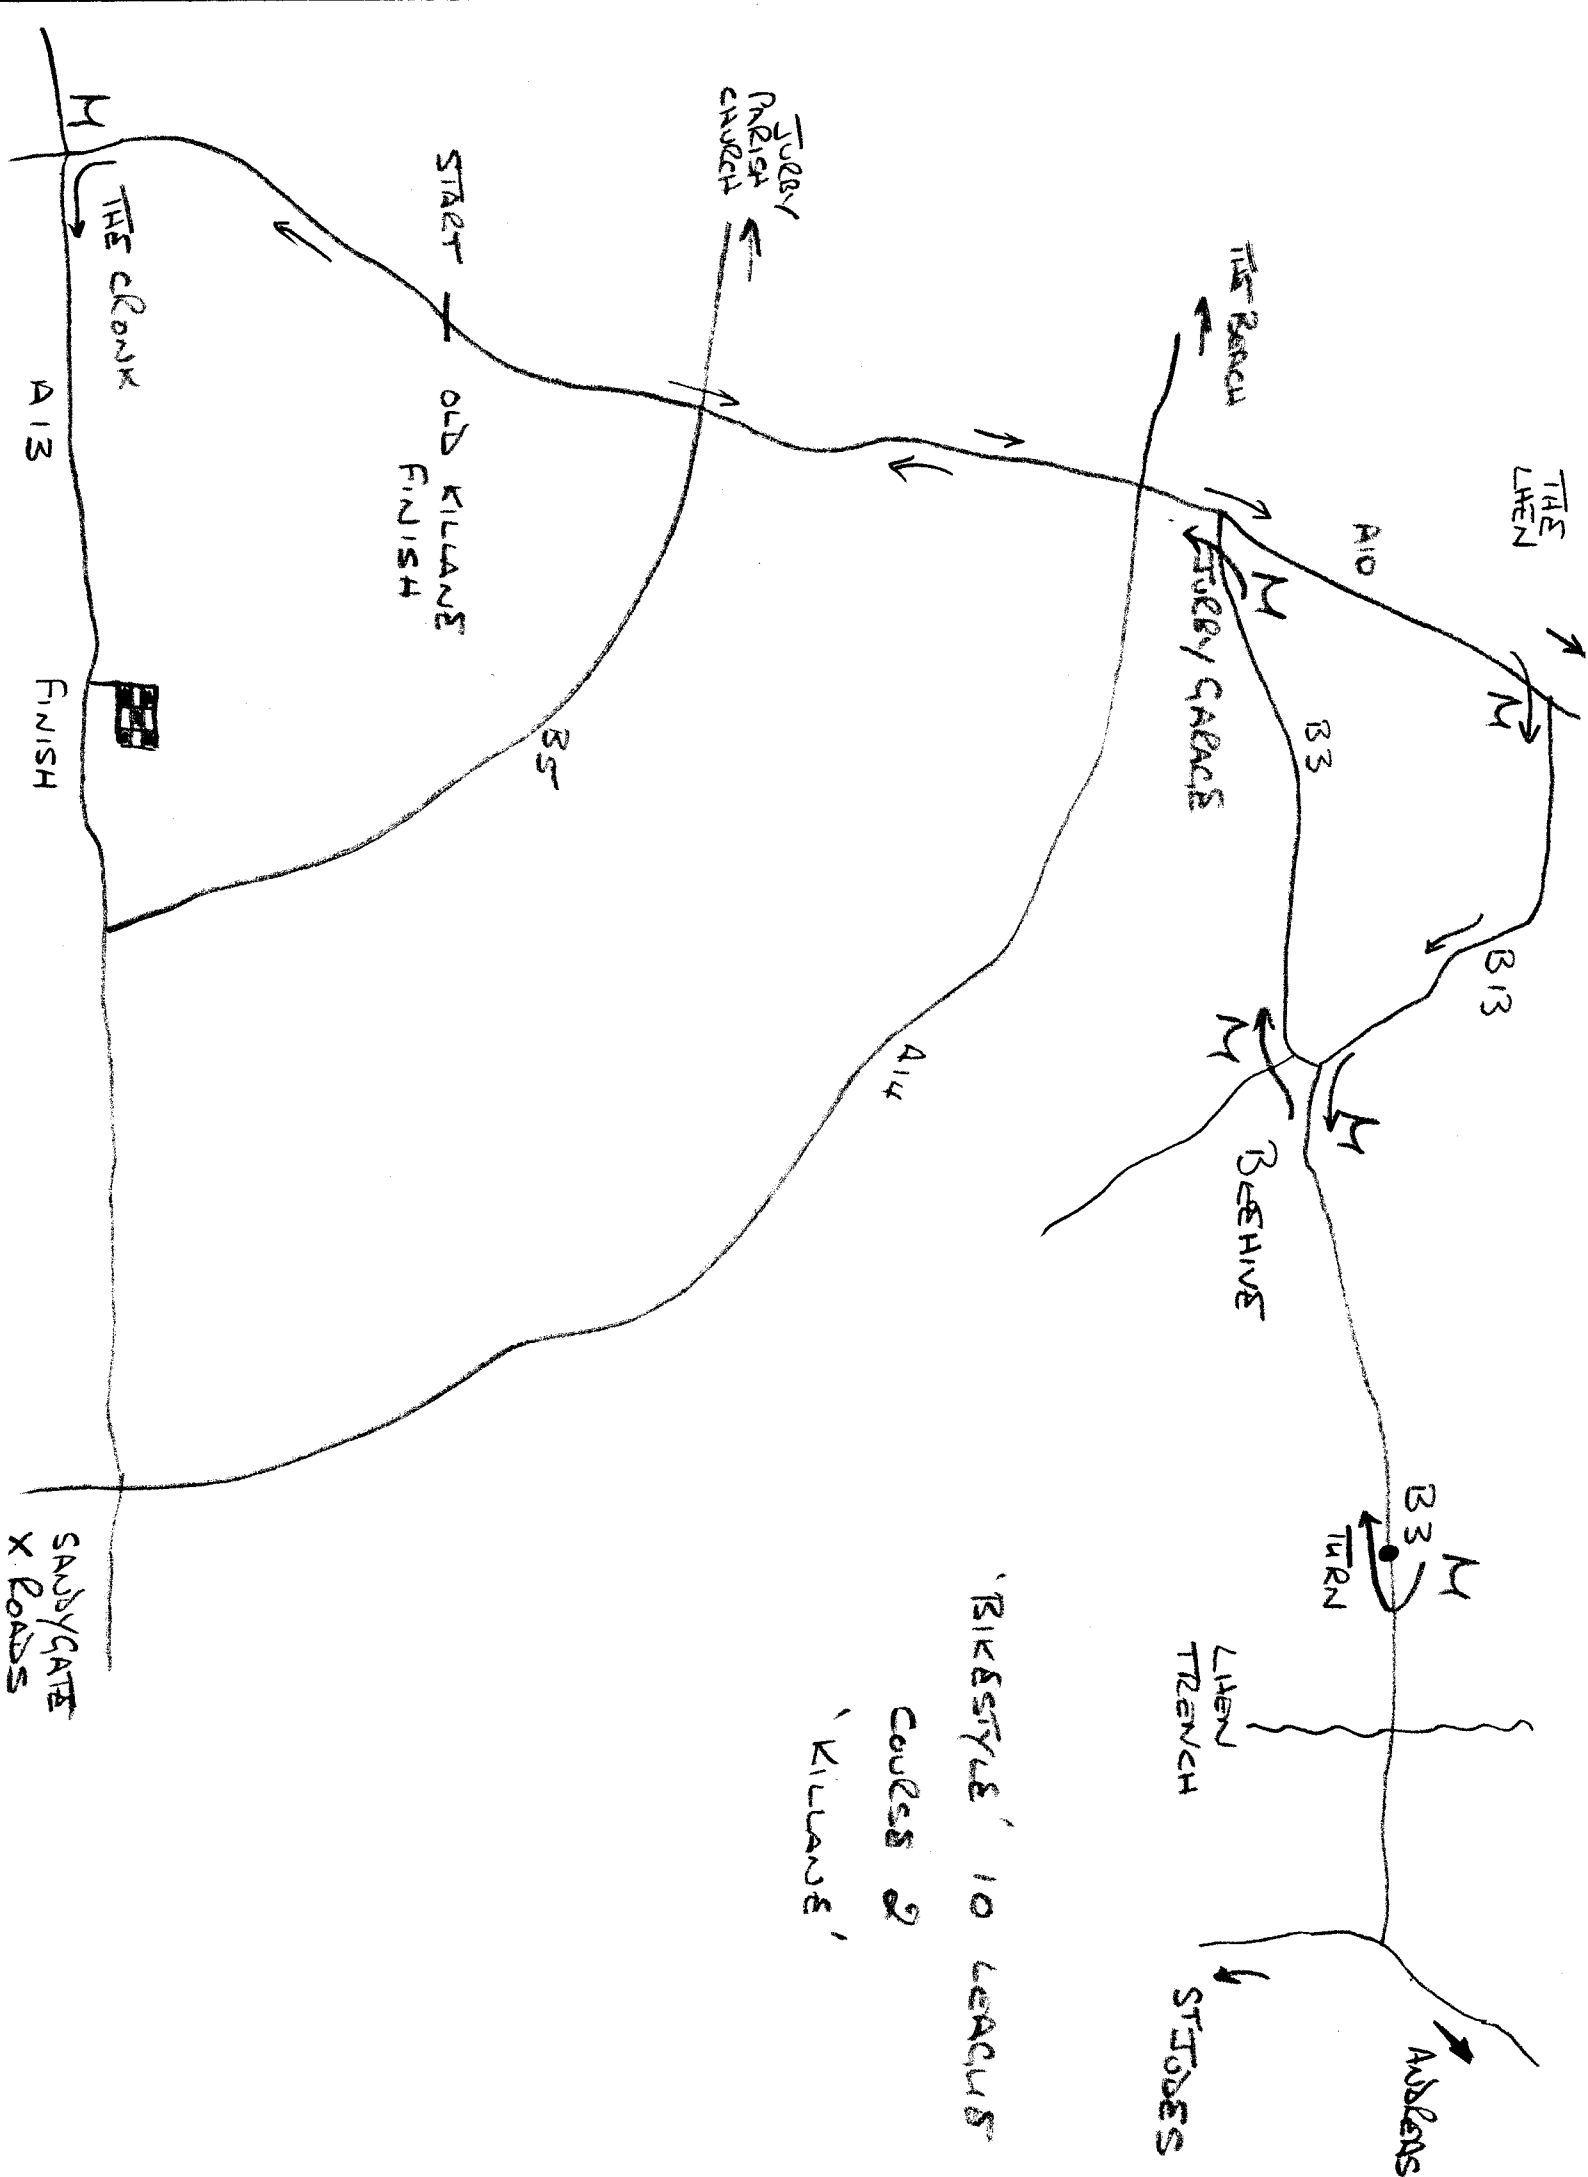 THE
LHEN
M
B13
M
B3
ANDREAS
A10
M
TURN
B3
M
JURBY GARAGE
M
BEEHIVE
THE BEACH
LHEN
TRENCH
ST JUDES
'BIKESTYLE' 10 LEAGUE
COURSE 2
'KILLANE'
A14
JURBY
PARISH
CHURCH
B5
START
OLD KILLANE
FINISH
THE CRONK
M
A13
FINISH
SANDYGATE
X ROADS